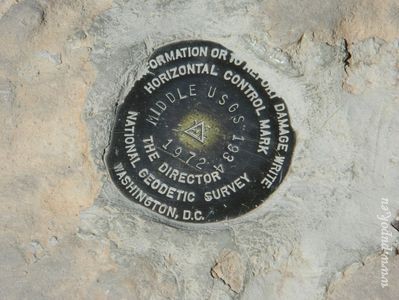 FORMATION OR TO REPORT DAMAGE WRITE
HORIZONTAL CONTROL MARK
MIDDLE USGS 1934
1972
THE DIRECTOR
NATIONAL GEODETIC SURVEY
WASHINGTON, D.C.